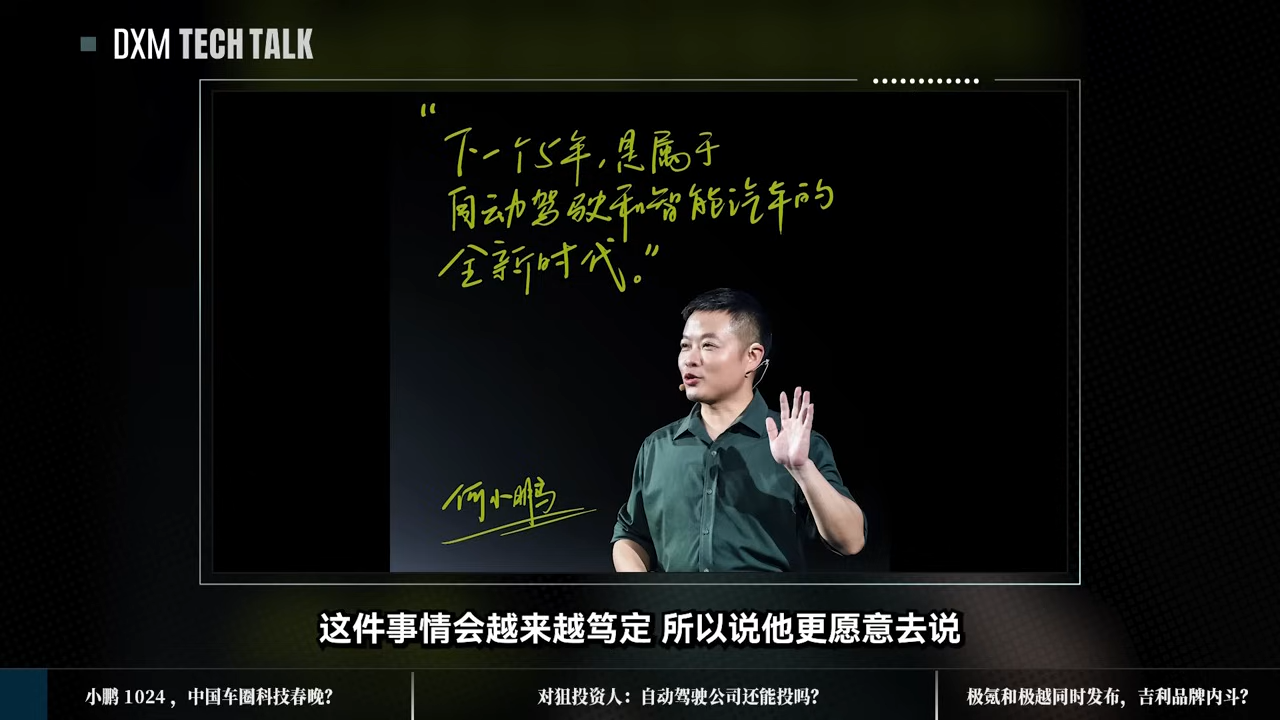 DXM TECH TALK
“下一个5年，是属于
自动驾驶和智能汽车的
全新时代。”
何小鹏
这件事情会越来越笃定 所以说他更愿意去说
小鹏 1024 ，中国车圈科技春晚？
对狙投资人：自动驾驶公司还能投吗？
极氪和极越同时发布，吉利品牌内斗？